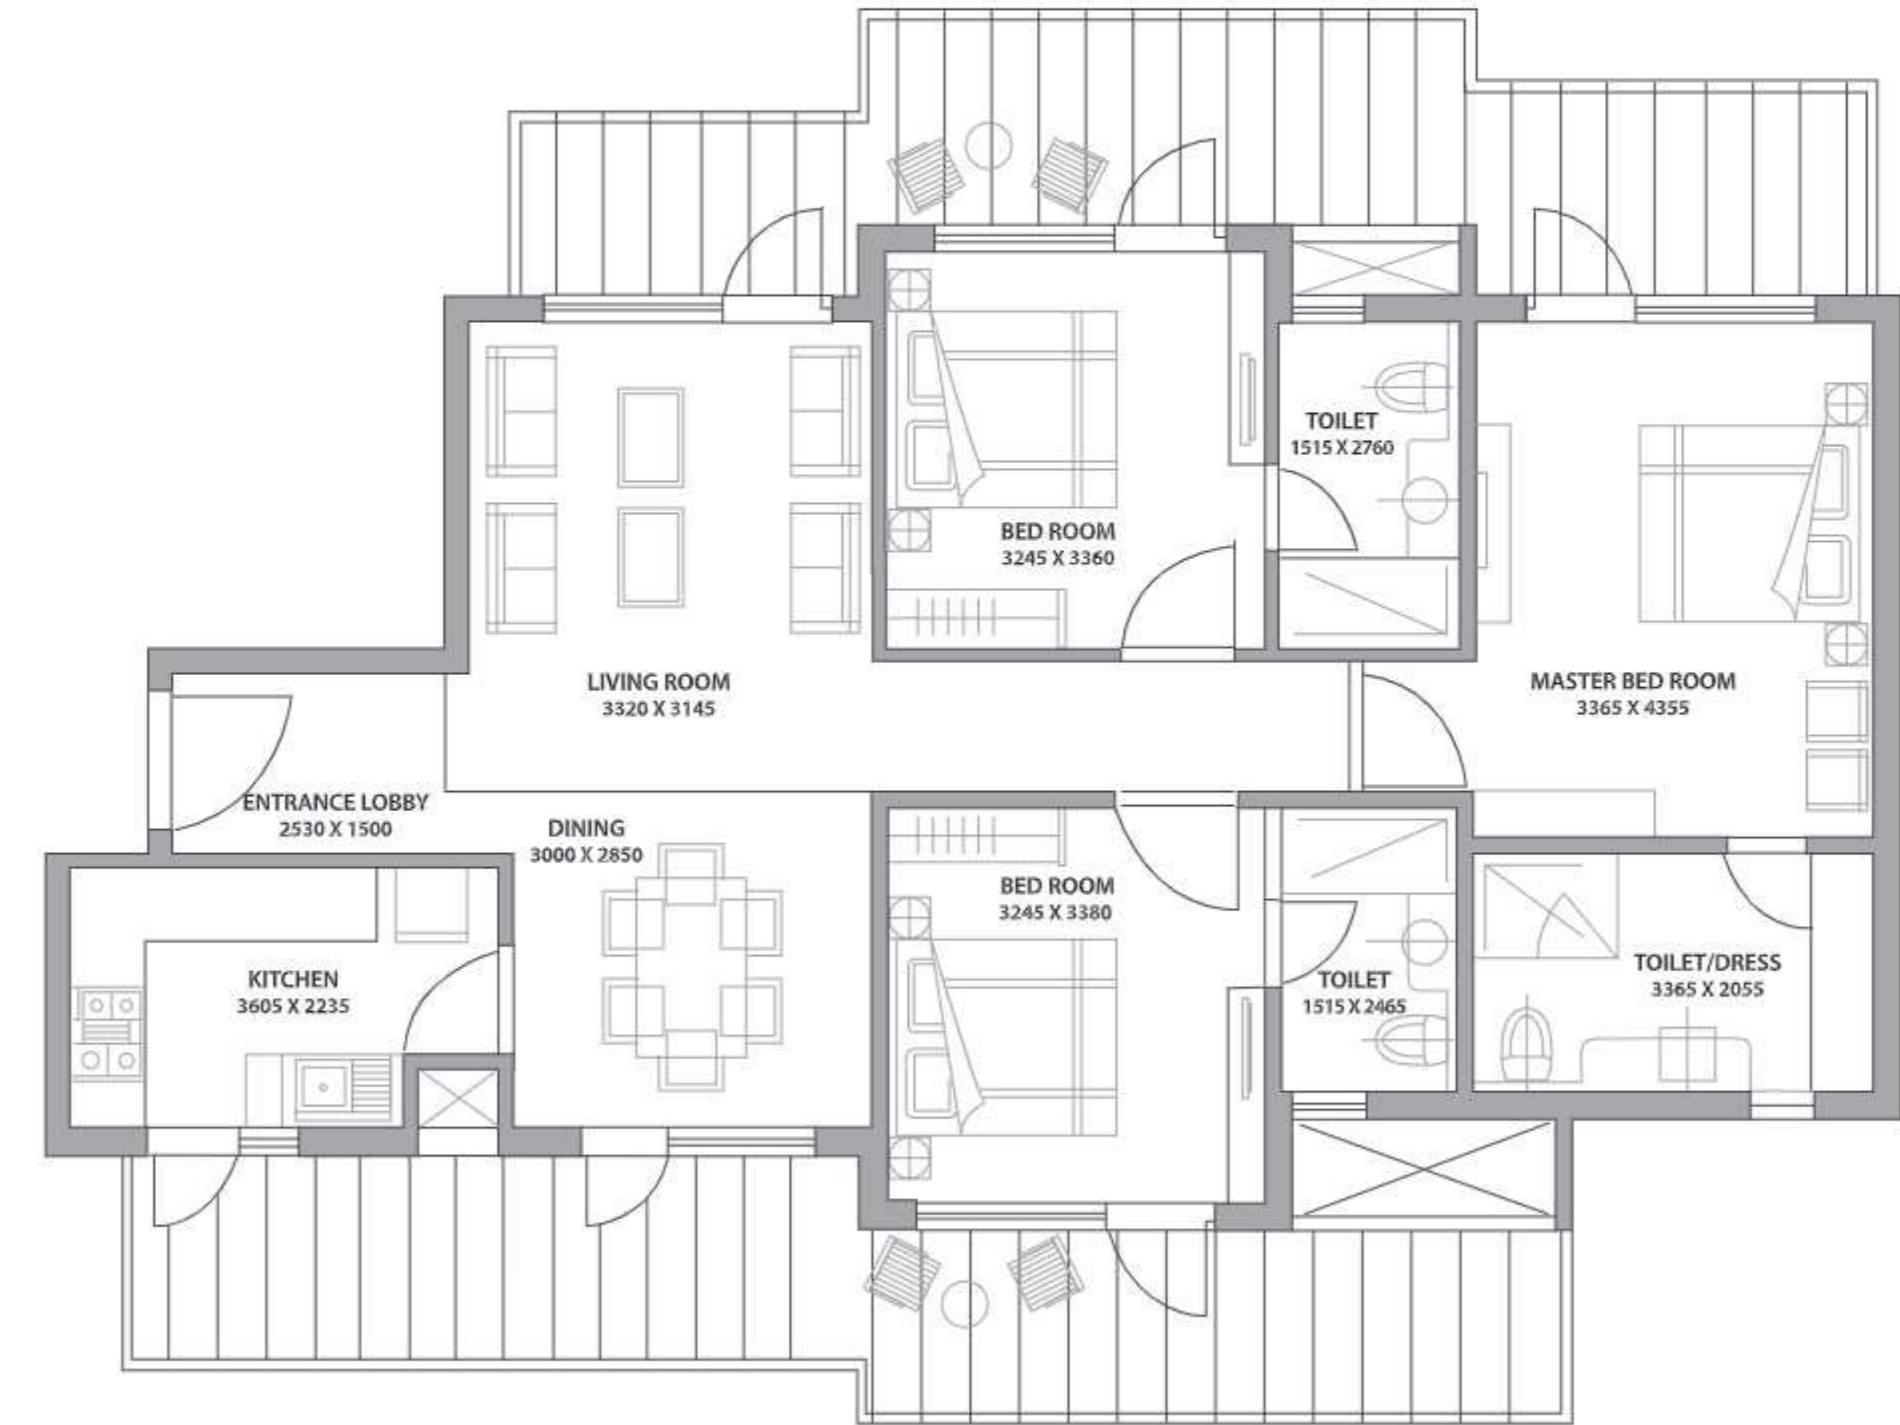 TOILET
1515 X 2760
BED ROOM
3245 X 3360
LIVING ROOM
3320 X 3145
MASTER BED ROOM
3365 X 4355
ENTRANCE LOBBY
2530 X 1500
DINING
3000 X 2850
BED ROOM
3245 X 3380
KITCHEN
3605 X 2235
TOILET
1515 X 2465
TOILET/DRESS
3365 X 2055